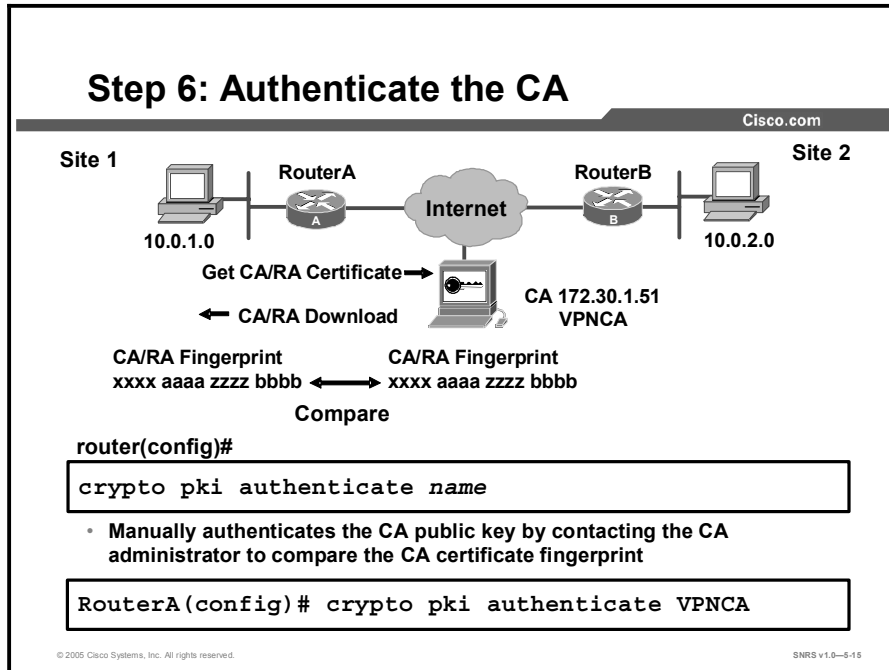 Step 6: Authenticate the CA
Cisco.com
Site 1
Site 2
RouterA
RouterB
A
Internet
B
10.0.1.0
10.0.2.0
Get CA/RA Certificate
CA 172.30.1.51
VPNCA
CA/RA Download
CA/RA Fingerprint
xxxx aaaa zzzz bbbb
CA/RA Fingerprint
xxxx aaaa zzzz bbbb
Compare
router(config)#
crypto pki authenticate name
• Manually authenticates the CA public key by contacting the CA
administrator to compare the CA certificate fingerprint
RouterA(config)# crypto pki authenticate VPNCA
© 2005 Cisco Systems, Inc. All rights reserved.
SNRS v1.0—5-15